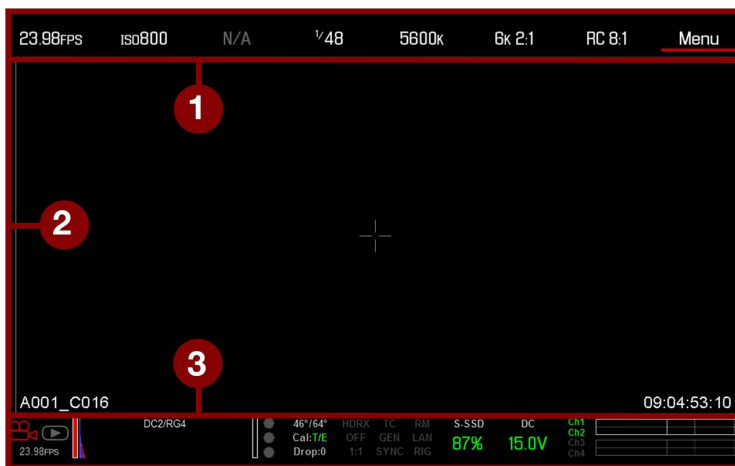 23.98FPS ISO800 N/A 1/48 5600K 6K 2:1 RC 8:1 Menu
1
2
3
A001_C016 09:04:53:10
DC2/RG4 46°/64° HDRX TC RM S-SSD DC Ch1
Cal:T/E OFF GEN LAN 87% 15.0V Ch2
23.98FPS Drop:0 1:1 SYNC RIG Ch3
Ch4